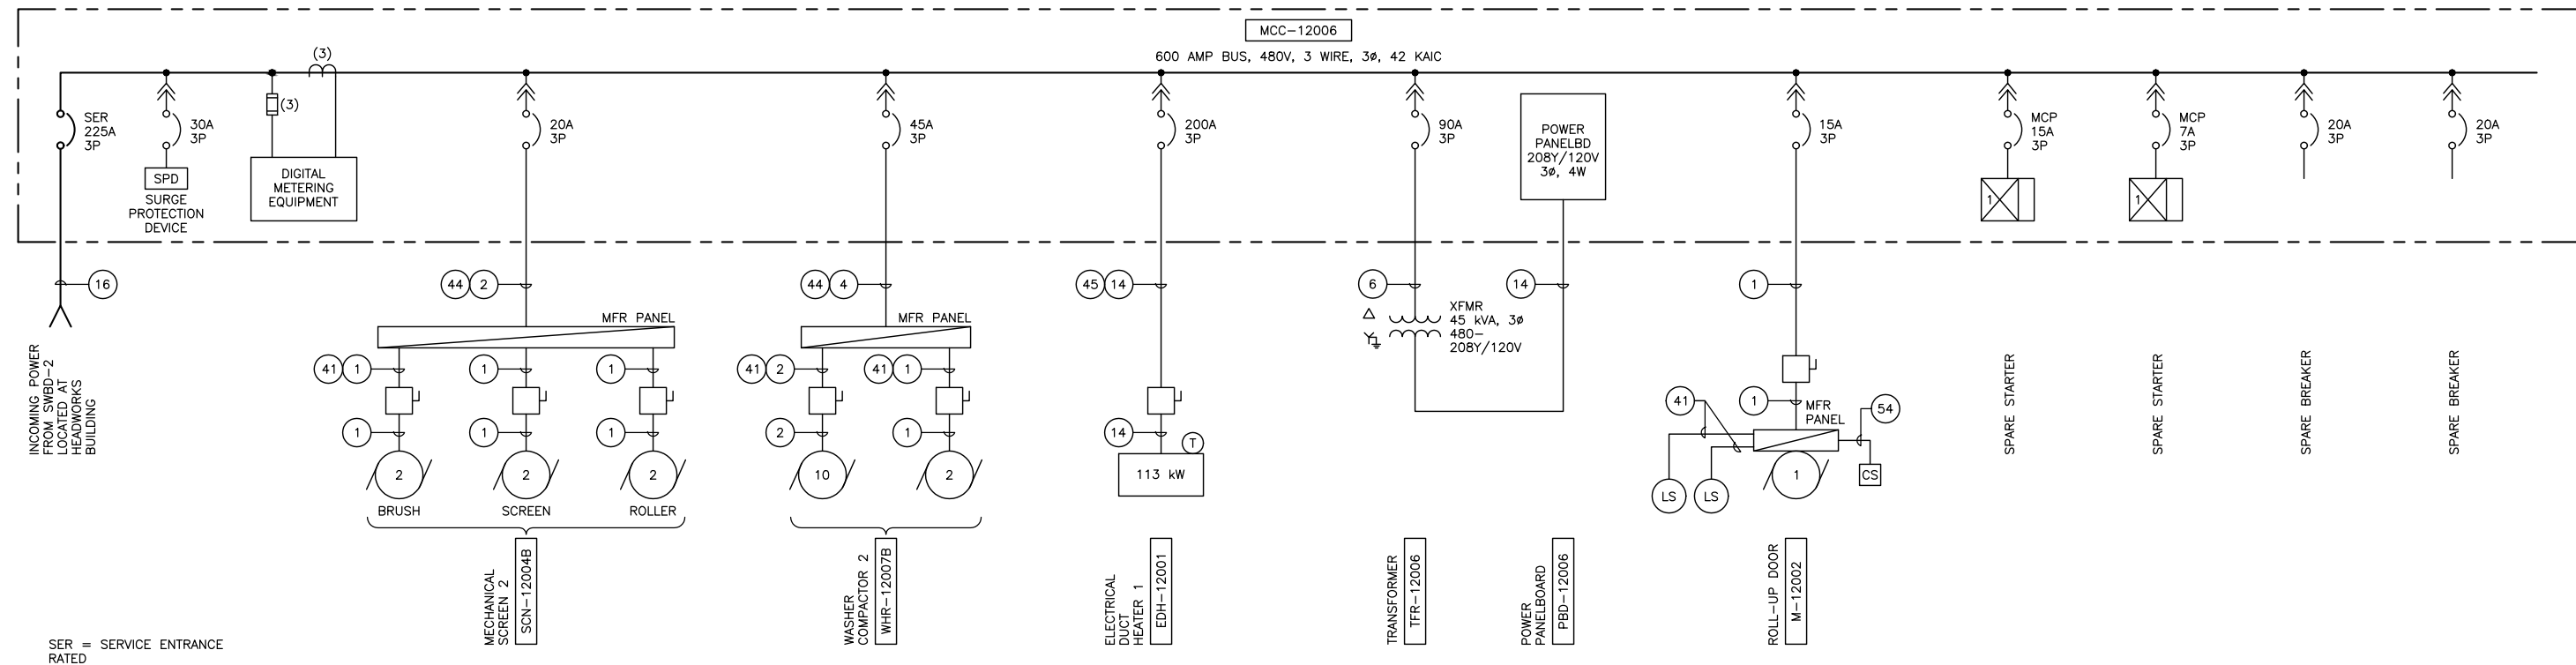 MCC-12006
600 AMP BUS, 480V, 3 WIRE, 3ø, 42 KAIC
SER
225A
3P
30A
3P
SPD
SURGE
PROTECTION
DEVICE
(3)
(3)
DIGITAL
METERING
EQUIPMENT
20A
3P
45A
3P
200A
3P
90A
3P
POWER
PANELBD
208Y/120V
3ø, 4W
15A
3P
MCP
15A
3P
1
MCP
7A
3P
1
20A
3P
20A
3P
16
INCOMING POWER
FROM SWBD-2
LOCATED AT
HEADWORKS
BUILDING
44 2
MFR PANEL
41 1
1
1
1
1
1
2
2
2
BRUSH
SCREEN
ROLLER
MECHANICAL
SCREEN 2
SCN-12004B
44 4
MFR PANEL
41 2
41 1
2
1
10
2
WASHER
COMPACTOR 2
WHR-12007B
45 14
14
T
113 kW
ELECTRICAL
DUCT
HEATER 1
EDH-12001
6
XFMR
45 kVA, 3ø
480-
208Y/120V
Y
TRANSFORMER
TFR-12006
14
POWER
PANELBOARD
PBD-12006
1
41
1
MFR
PANEL
54
LS
LS
1
CS
ROLL-UP DOOR
M-12002
SPARE STARTER
SPARE STARTER
SPARE BREAKER
SPARE BREAKER
SER = SERVICE ENTRANCE
RATED